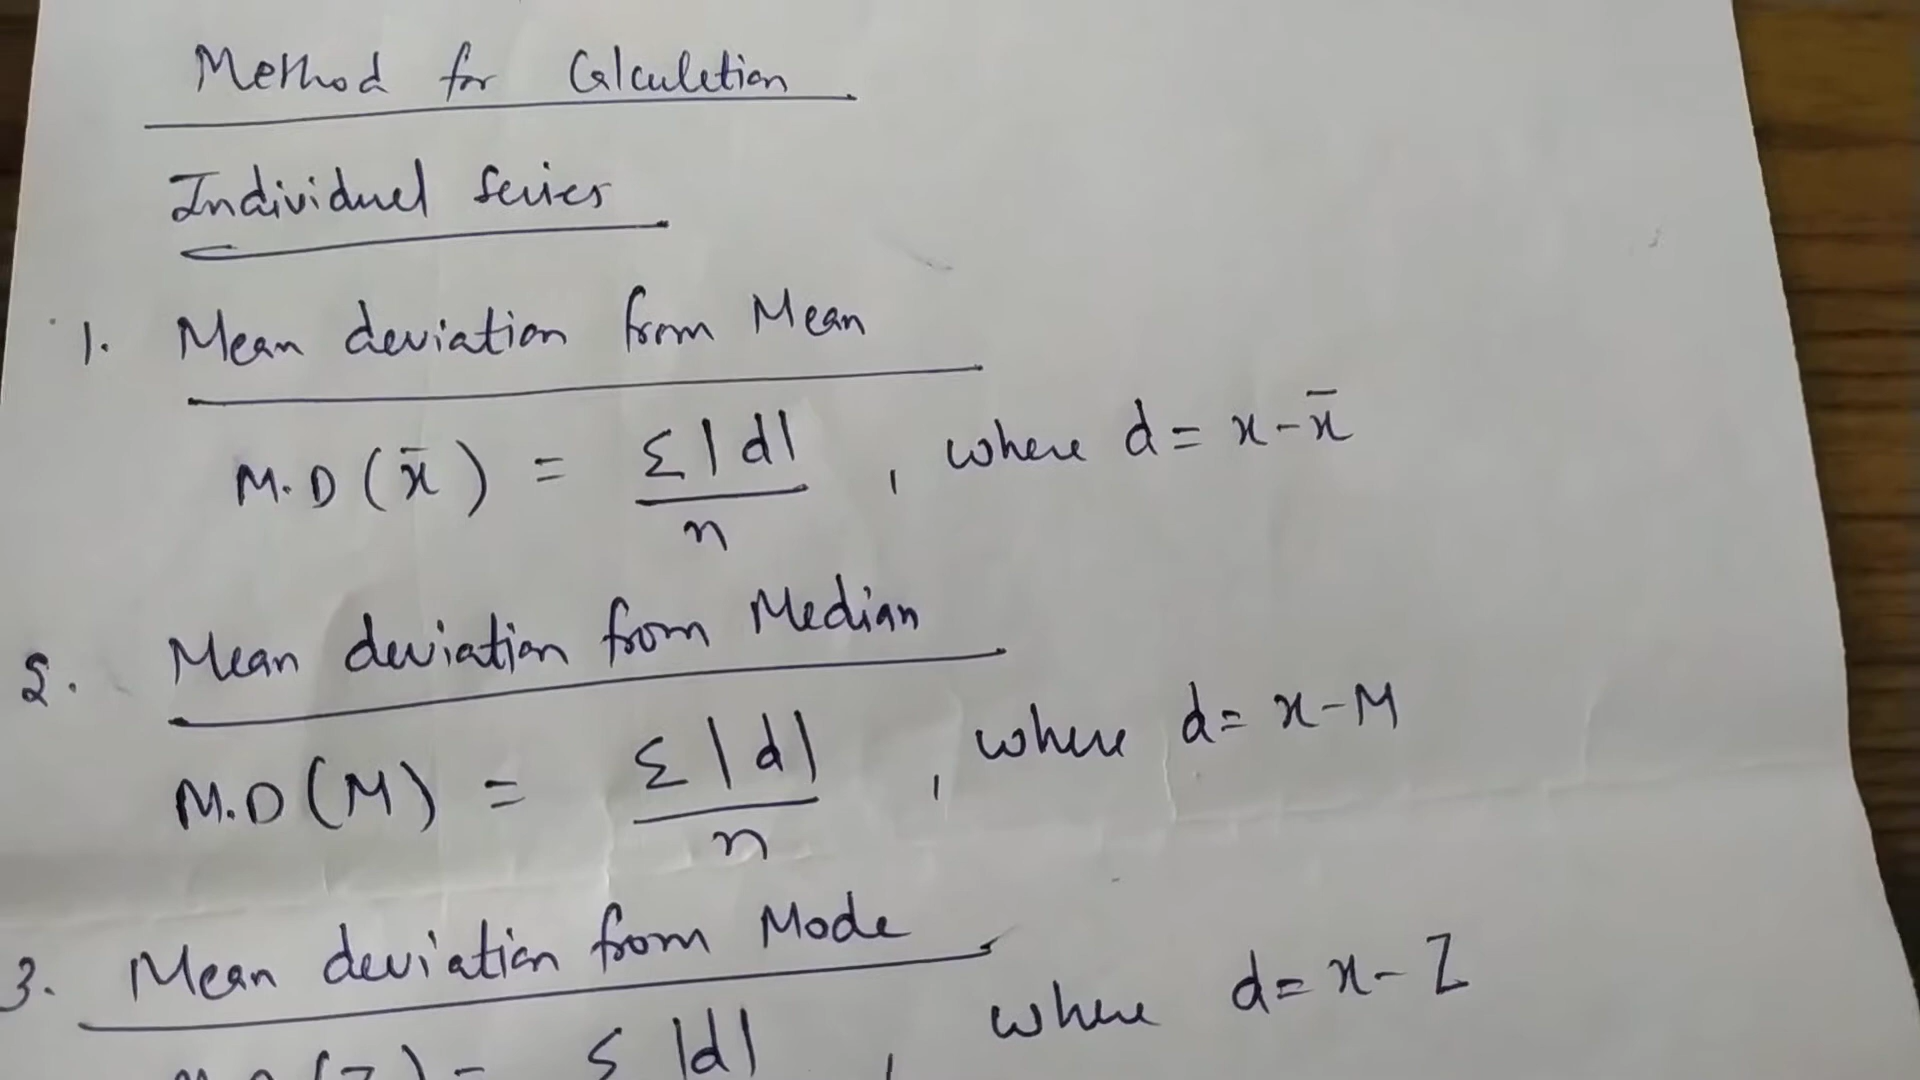 Method for Calculation
Individual Series
1. Mean deviation from Mean
M.D (x̄) = Σ|d| / n , where d = x - x̄
2. Mean deviation from Median
M.D (M) = Σ|d| / n , where d = x - M
3. Mean deviation from Mode
M.D (Z) = Σ|d| , where d = x - Z